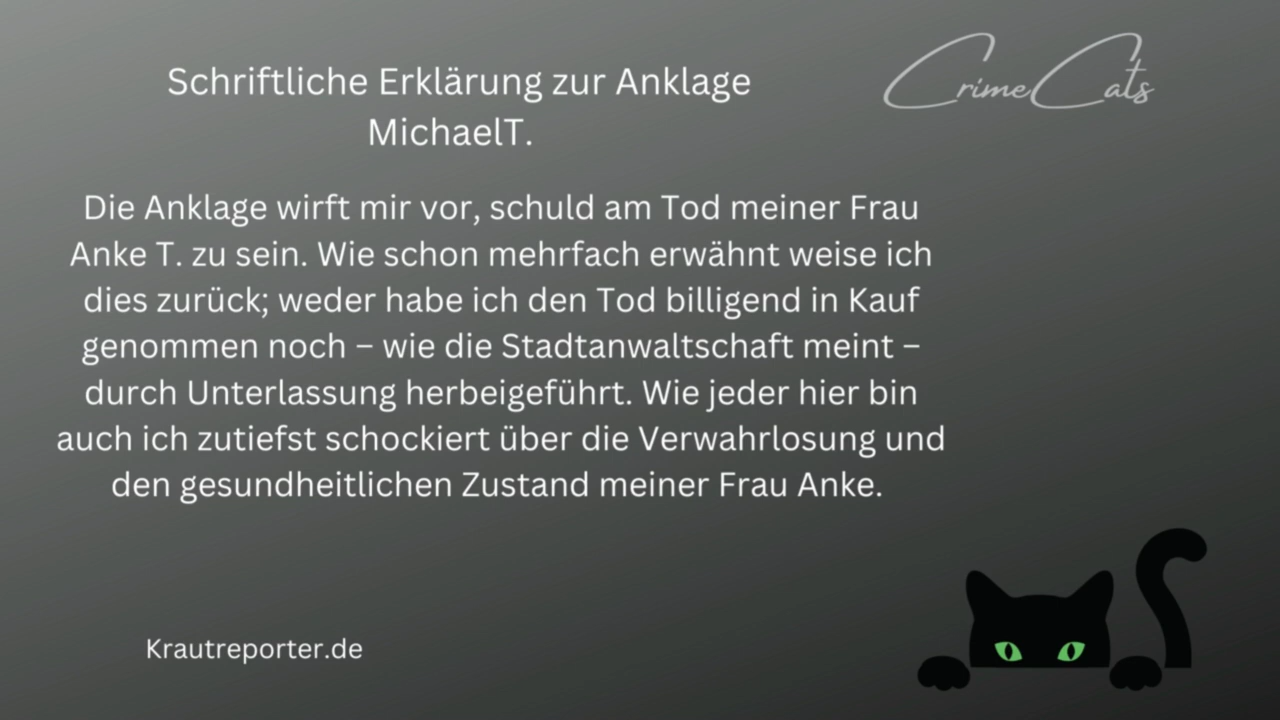 Schriftliche Erklärung zur Anklage
MichaelT.
CrimeCats
Die Anklage wirft mir vor, schuld am Tod meiner Frau
Anke T. zu sein. Wie schon mehrfach erwähnt weise ich
dies zurück; weder habe ich den Tod billigend in Kauf
genommen noch – wie die Stadtanwaltschaft meint –
durch Unterlassung herbeigeführt. Wie jeder hier bin
auch ich zutiefst schockiert über die Verwahrlosung und
den gesundheitlichen Zustand meiner Frau Anke.
Krautreporter.de